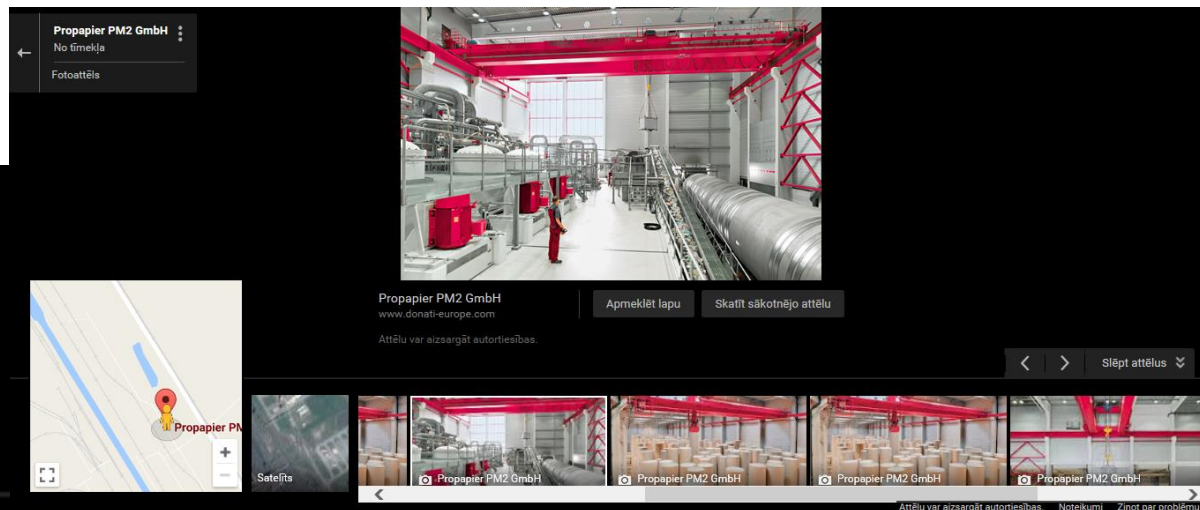 Propapier PM2 GmbH
No tīmekļa
Fotoattēls
Propapier PM2 GmbH
www.donati-europe.com
Apmeklēt lapu
Skatīt sākotnējo attēlu
Attēlu var aizsargāt autortiesības.
Slēpt attēlus
Propapier PM
Satelīts
Propapier PM2 GmbH
Propapier PM2 GmbH
Propapier PM2 GmbH
Propapier PM2 GmbH
Attēlu var aizsargāt autortiesības. Noteikumi Ziņot par problēmu